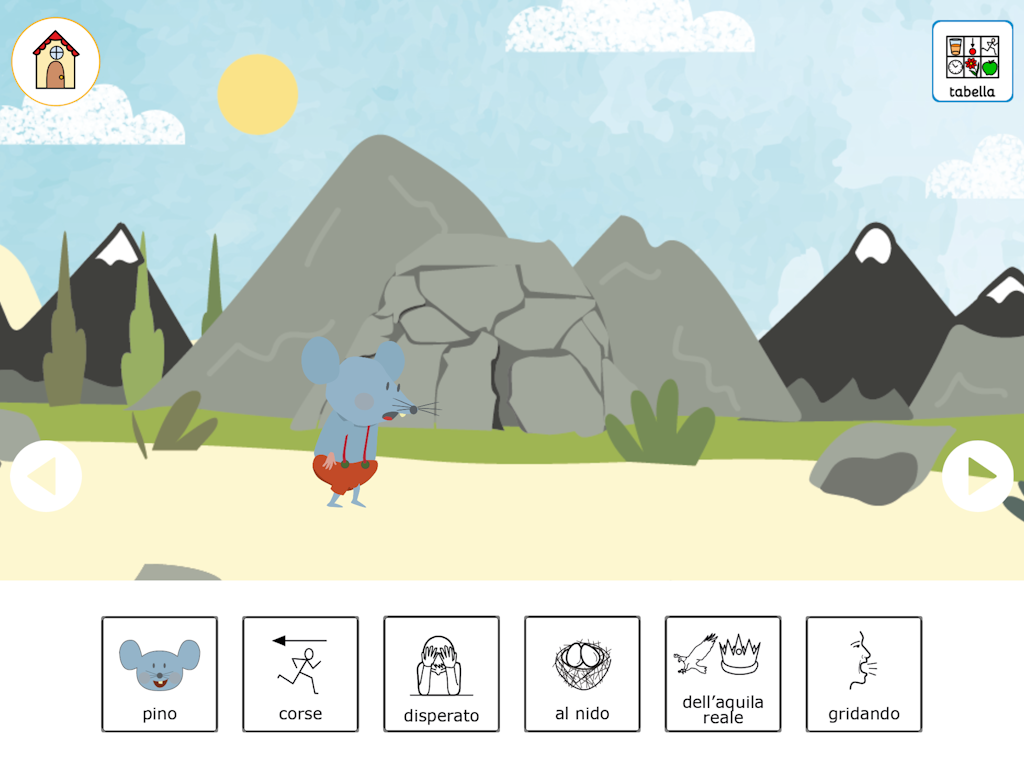 tabella
pino
corse
disperato
al nido
dell'aquila
reale
gridando